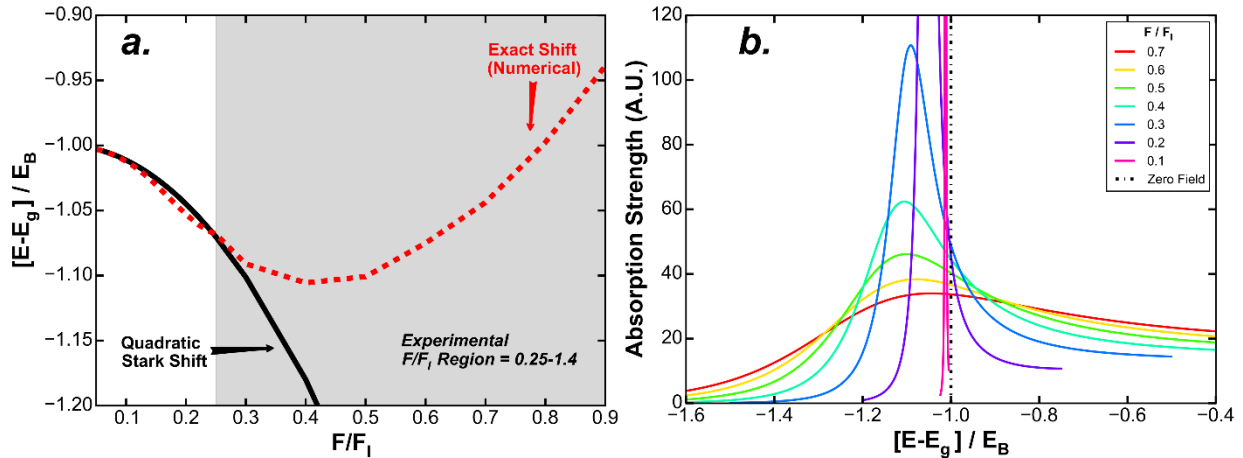 a.
-0.90
-0.95
-1.00
-1.05
-1.10
-1.15
-1.20
[E-Eg] / EB
Exact Shift
(Numerical)
Quadratic
Stark Shift
Experimental
F/FI Region = 0.25-1.4
0.1 0.2 0.3 0.4 0.5 0.6 0.7 0.8 0.9
F/FI
b.
120
100
80
60
40
20
0
Absorption Strength (A.U.)
F / FI
0.7
0.6
0.5
0.4
0.3
0.2
0.1
Zero Field
-1.6 -1.4 -1.2 -1.0 -0.8 -0.6 -0.4
[E-Eg] / EB